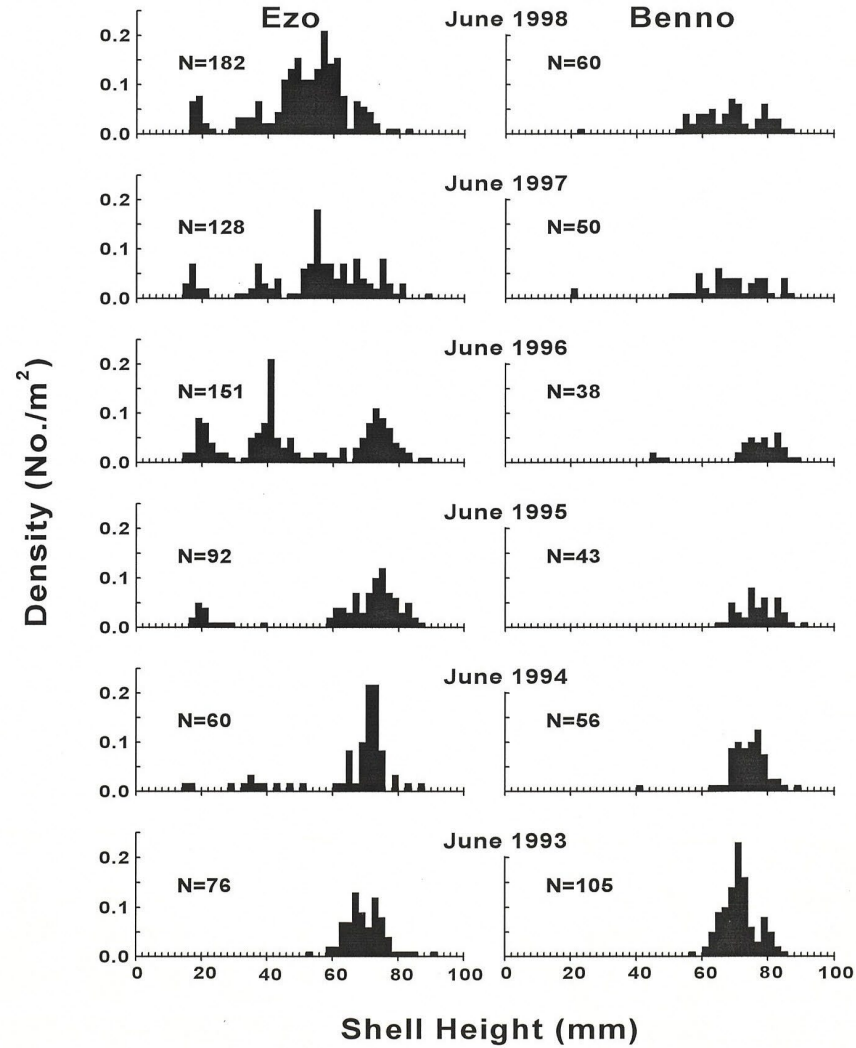 Ezo June 1998 Benno
0.2
N=182 N=60
0.1
0.0
June 1997
0.2
N=128 N=50
0.1
0.0
June 1996
0.2
N=151 N=38
0.1
0.0
June 1995
0.2
N=92 N=43
0.1
0.0
June 1994
0.2
N=60 N=56
0.1
0.0
June 1993
0.2
N=76 N=105
0.1
0.0
0 20 40 60 80 100 0 20 40 60 80 100
Shell Height (mm)
Density (No./m²)